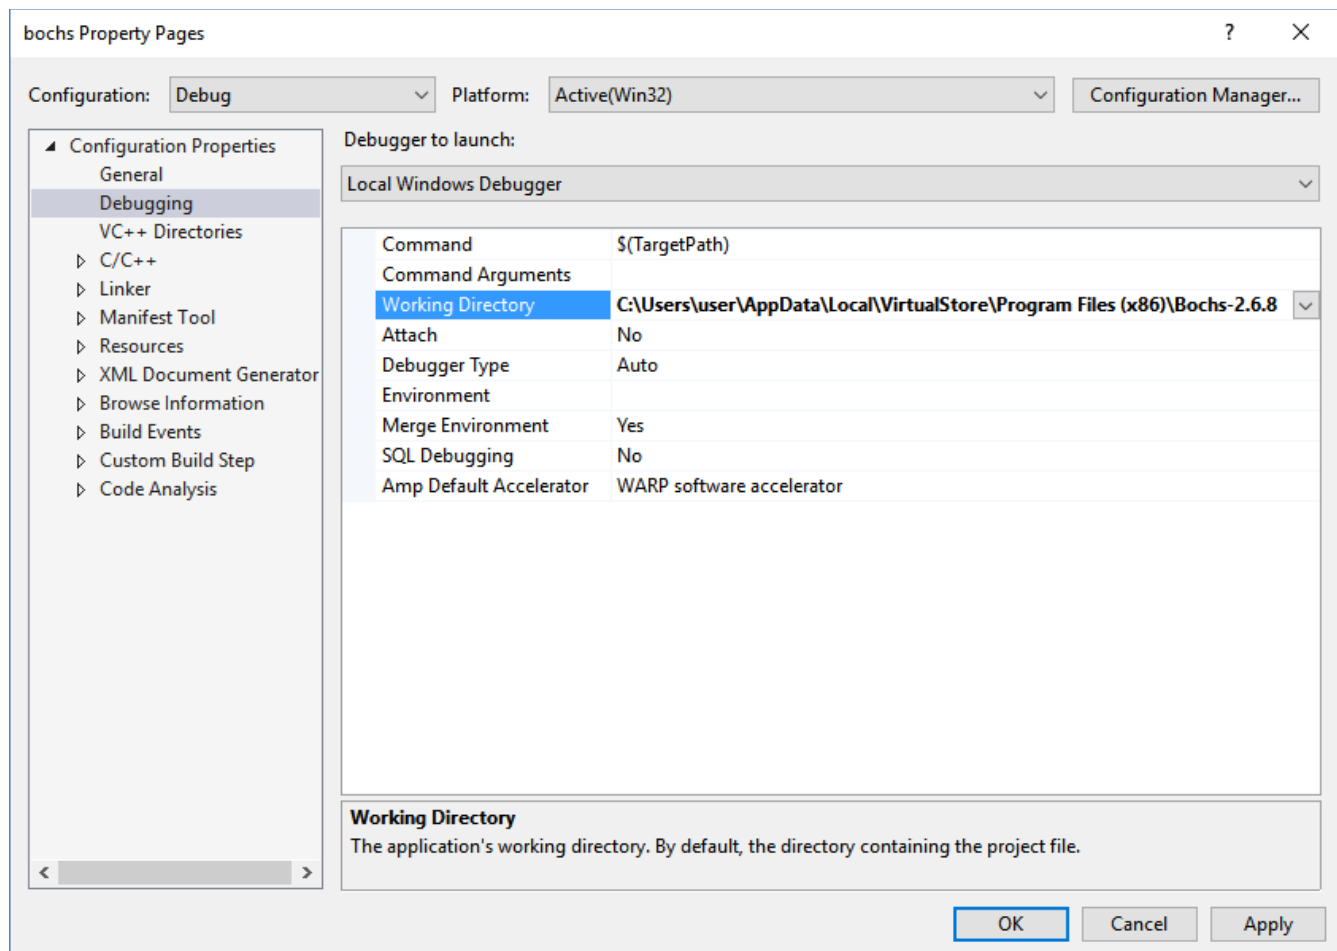 bochs Property Pages
?
Configuration: Debug Platform: Active(Win32) Configuration Manager...
Configuration Properties
General
Debugging
VC++ Directories
C/C++
Linker
Manifest Tool
Resources
XML Document Generator
Browse Information
Build Events
Custom Build Step
Code Analysis
Debugger to launch:
Local Windows Debugger
Command $(TargetPath)
Command Arguments
Working Directory C:\Users\user\AppData\Local\VirtualStore\Program Files (x86)\Bochs-2.6.8
Attach No
Debugger Type Auto
Environment
Merge Environment Yes
SQL Debugging No
Amp Default Accelerator WARP software accelerator
Working Directory
The application's working directory. By default, the directory containing the project file.
OK Cancel Apply